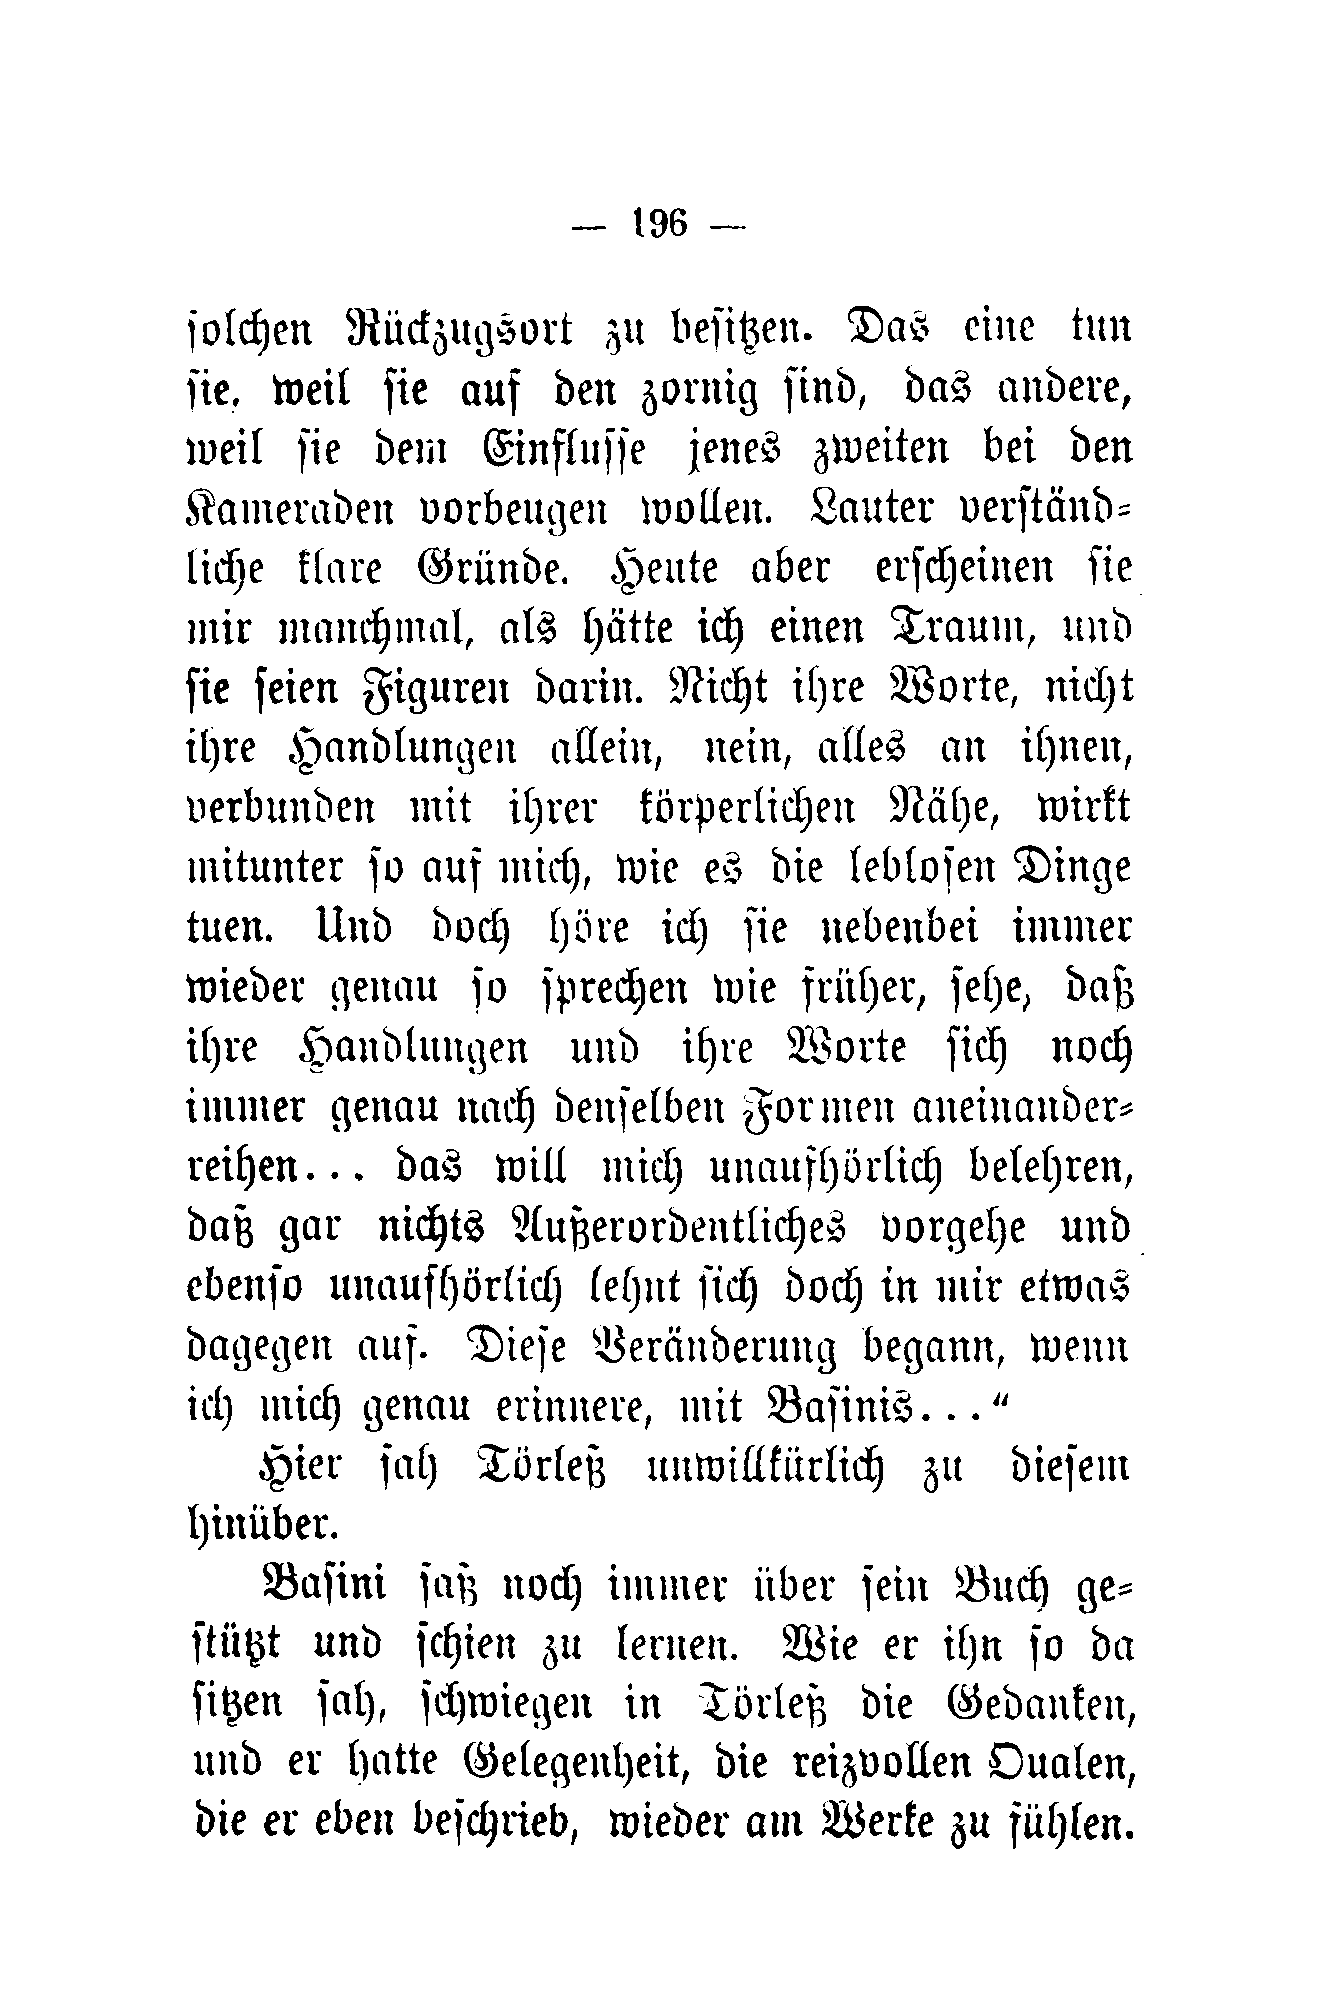 — 196 —
solchen Rückzugsort zu besitzen. Das eine tun
sie, weil sie auf den zornig sind, das andere,
weil sie dem Einflusse jenes zweiten bei den
Kameraden vorbeugen wollen. Lauter verständ-
liche klare Gründe. Heute aber erscheinen sie
mir manchmal, als hätte ich einen Traum, und
sie seien Figuren darin. Nicht ihre Worte, nicht
ihre Handlungen allein, nein, alles an ihnen,
verbunden mit ihrer körperlichen Nähe, wirkt
mitunter so auf mich, wie es die leblosen Dinge
tuen. Und doch höre ich sie nebenbei immer
wieder genau so sprechen wie früher, sehe, daß
ihre Handlungen und ihre Worte sich noch
immer genau nach denselben Formen aneinander-
reihen... das will mich unaufhörlich belehren,
daß gar nichts Außerordentliches vorgehe und
ebenso unaufhörlich lehnt sich doch in mir etwas
dagegen auf. Diese Veränderung begann, wenn
ich mich genau erinnere, mit Basinis...“
Hier sah Törleß unwillkürlich zu diesem
hinüber.
Basini saß noch immer über sein Buch ge-
stützt und schien zu lernen. Wie er ihn so da
sitzen sah, schwiegen in Törleß die Gedanken,
und er hatte Gelegenheit, die reizvollen Qualen,
die er eben beschrieb, wieder am Werke zu fühlen.